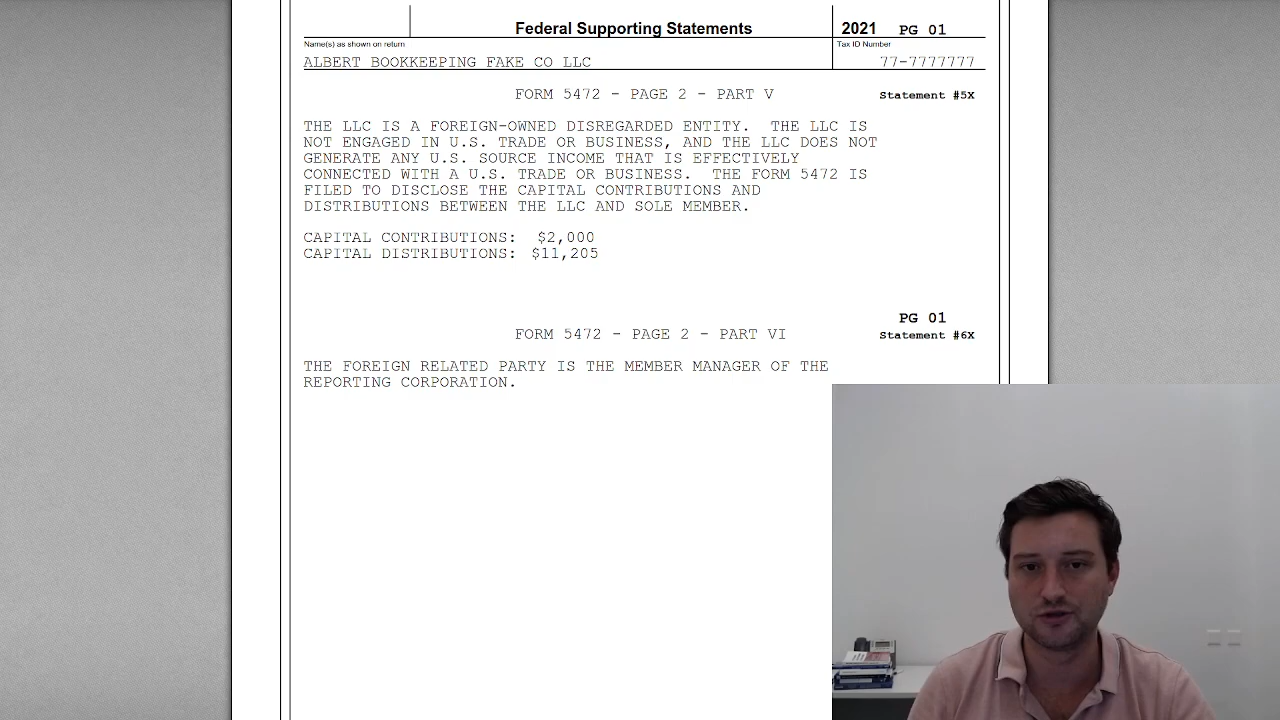 Federal Supporting Statements
2021 PG 01
Name(s) as shown on return
Tax ID Number
ALBERT BOOKKEEPING FAKE CO LLC
77-7777777
FORM 5472 - PAGE 2 - PART V
Statement #5X
THE LLC IS A FOREIGN-OWNED DISREGARDED ENTITY. THE LLC IS
NOT ENGAGED IN U.S. TRADE OR BUSINESS, AND THE LLC DOES NOT
GENERATE ANY U.S. SOURCE INCOME THAT IS EFFECTIVELY
CONNECTED WITH A U.S. TRADE OR BUSINESS. THE FORM 5472 IS
FILED TO DISCLOSE THE CAPITAL CONTRIBUTIONS AND
DISTRIBUTIONS BETWEEN THE LLC AND SOLE MEMBER.
CAPITAL CONTRIBUTIONS: $2,000
CAPITAL DISTRIBUTIONS: $11,205
PG 01
FORM 5472 - PAGE 2 - PART VI
Statement #6X
THE FOREIGN RELATED PARTY IS THE MEMBER MANAGER OF THE
REPORTING CORPORATION.